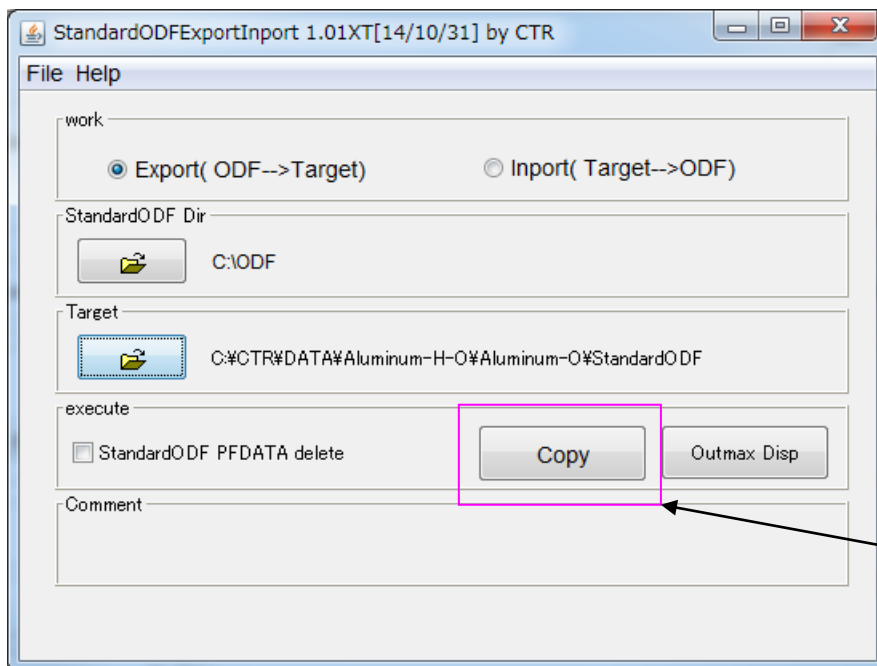 StandardODFExportInport 1.01XT[14/10/31] by CTR
File Help
work
Export( ODF-->Target) Inport( Target-->ODF)
StandardODF Dir
C:\ODF
Target
C:¥CTR¥DATA¥Aluminum-H-O¥Aluminum-O¥StandardODF
execute
StandardODF PFDATA delete Copy Outmax Disp
Comment